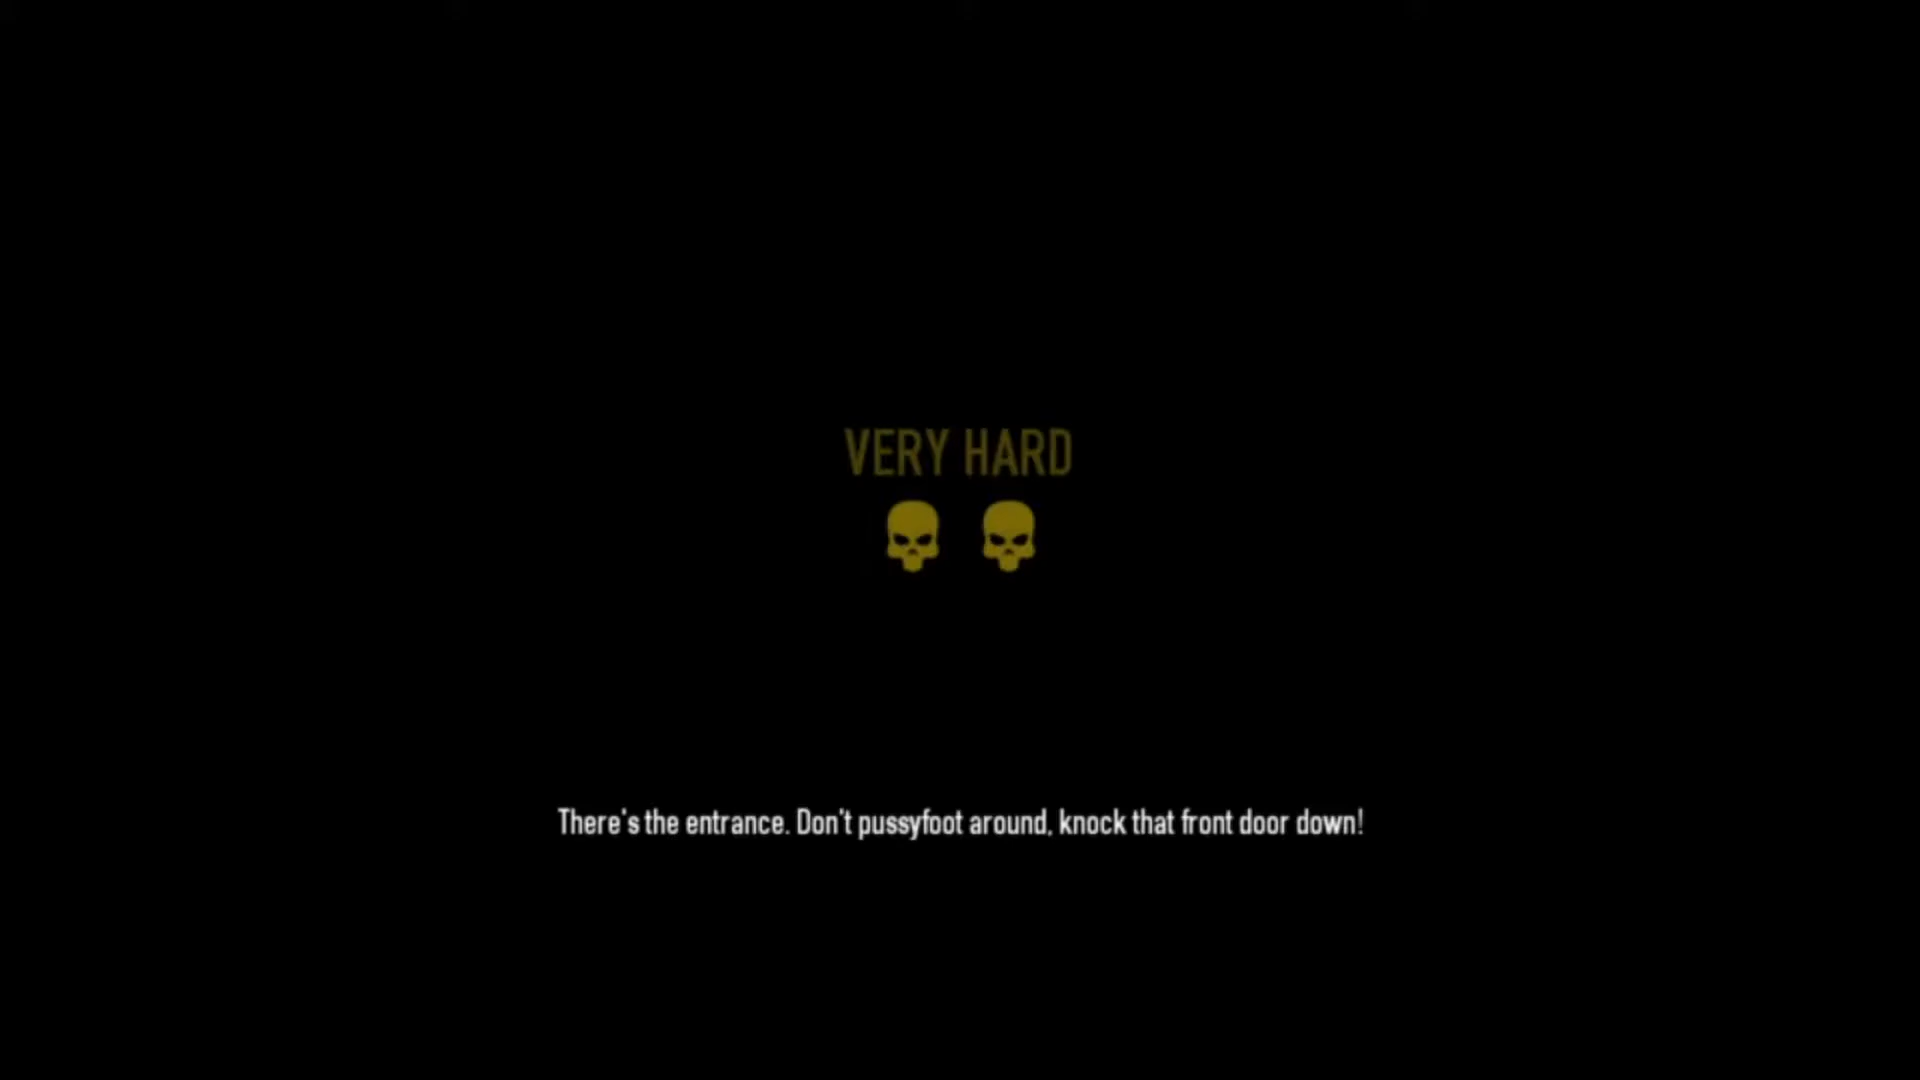 VERY HARD
There's the entrance. Don't pussyfoot around, knock that front door down!